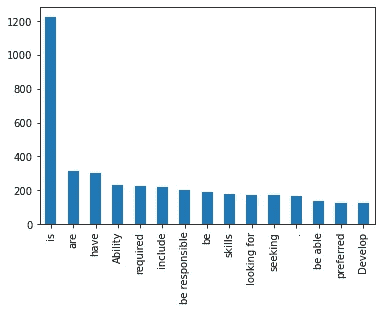 1200
1000
800
600
400
200
0
is
are
have
Ability
required
include
be responsible
be
skills
looking for
seeking
.
be able
preferred
Develop